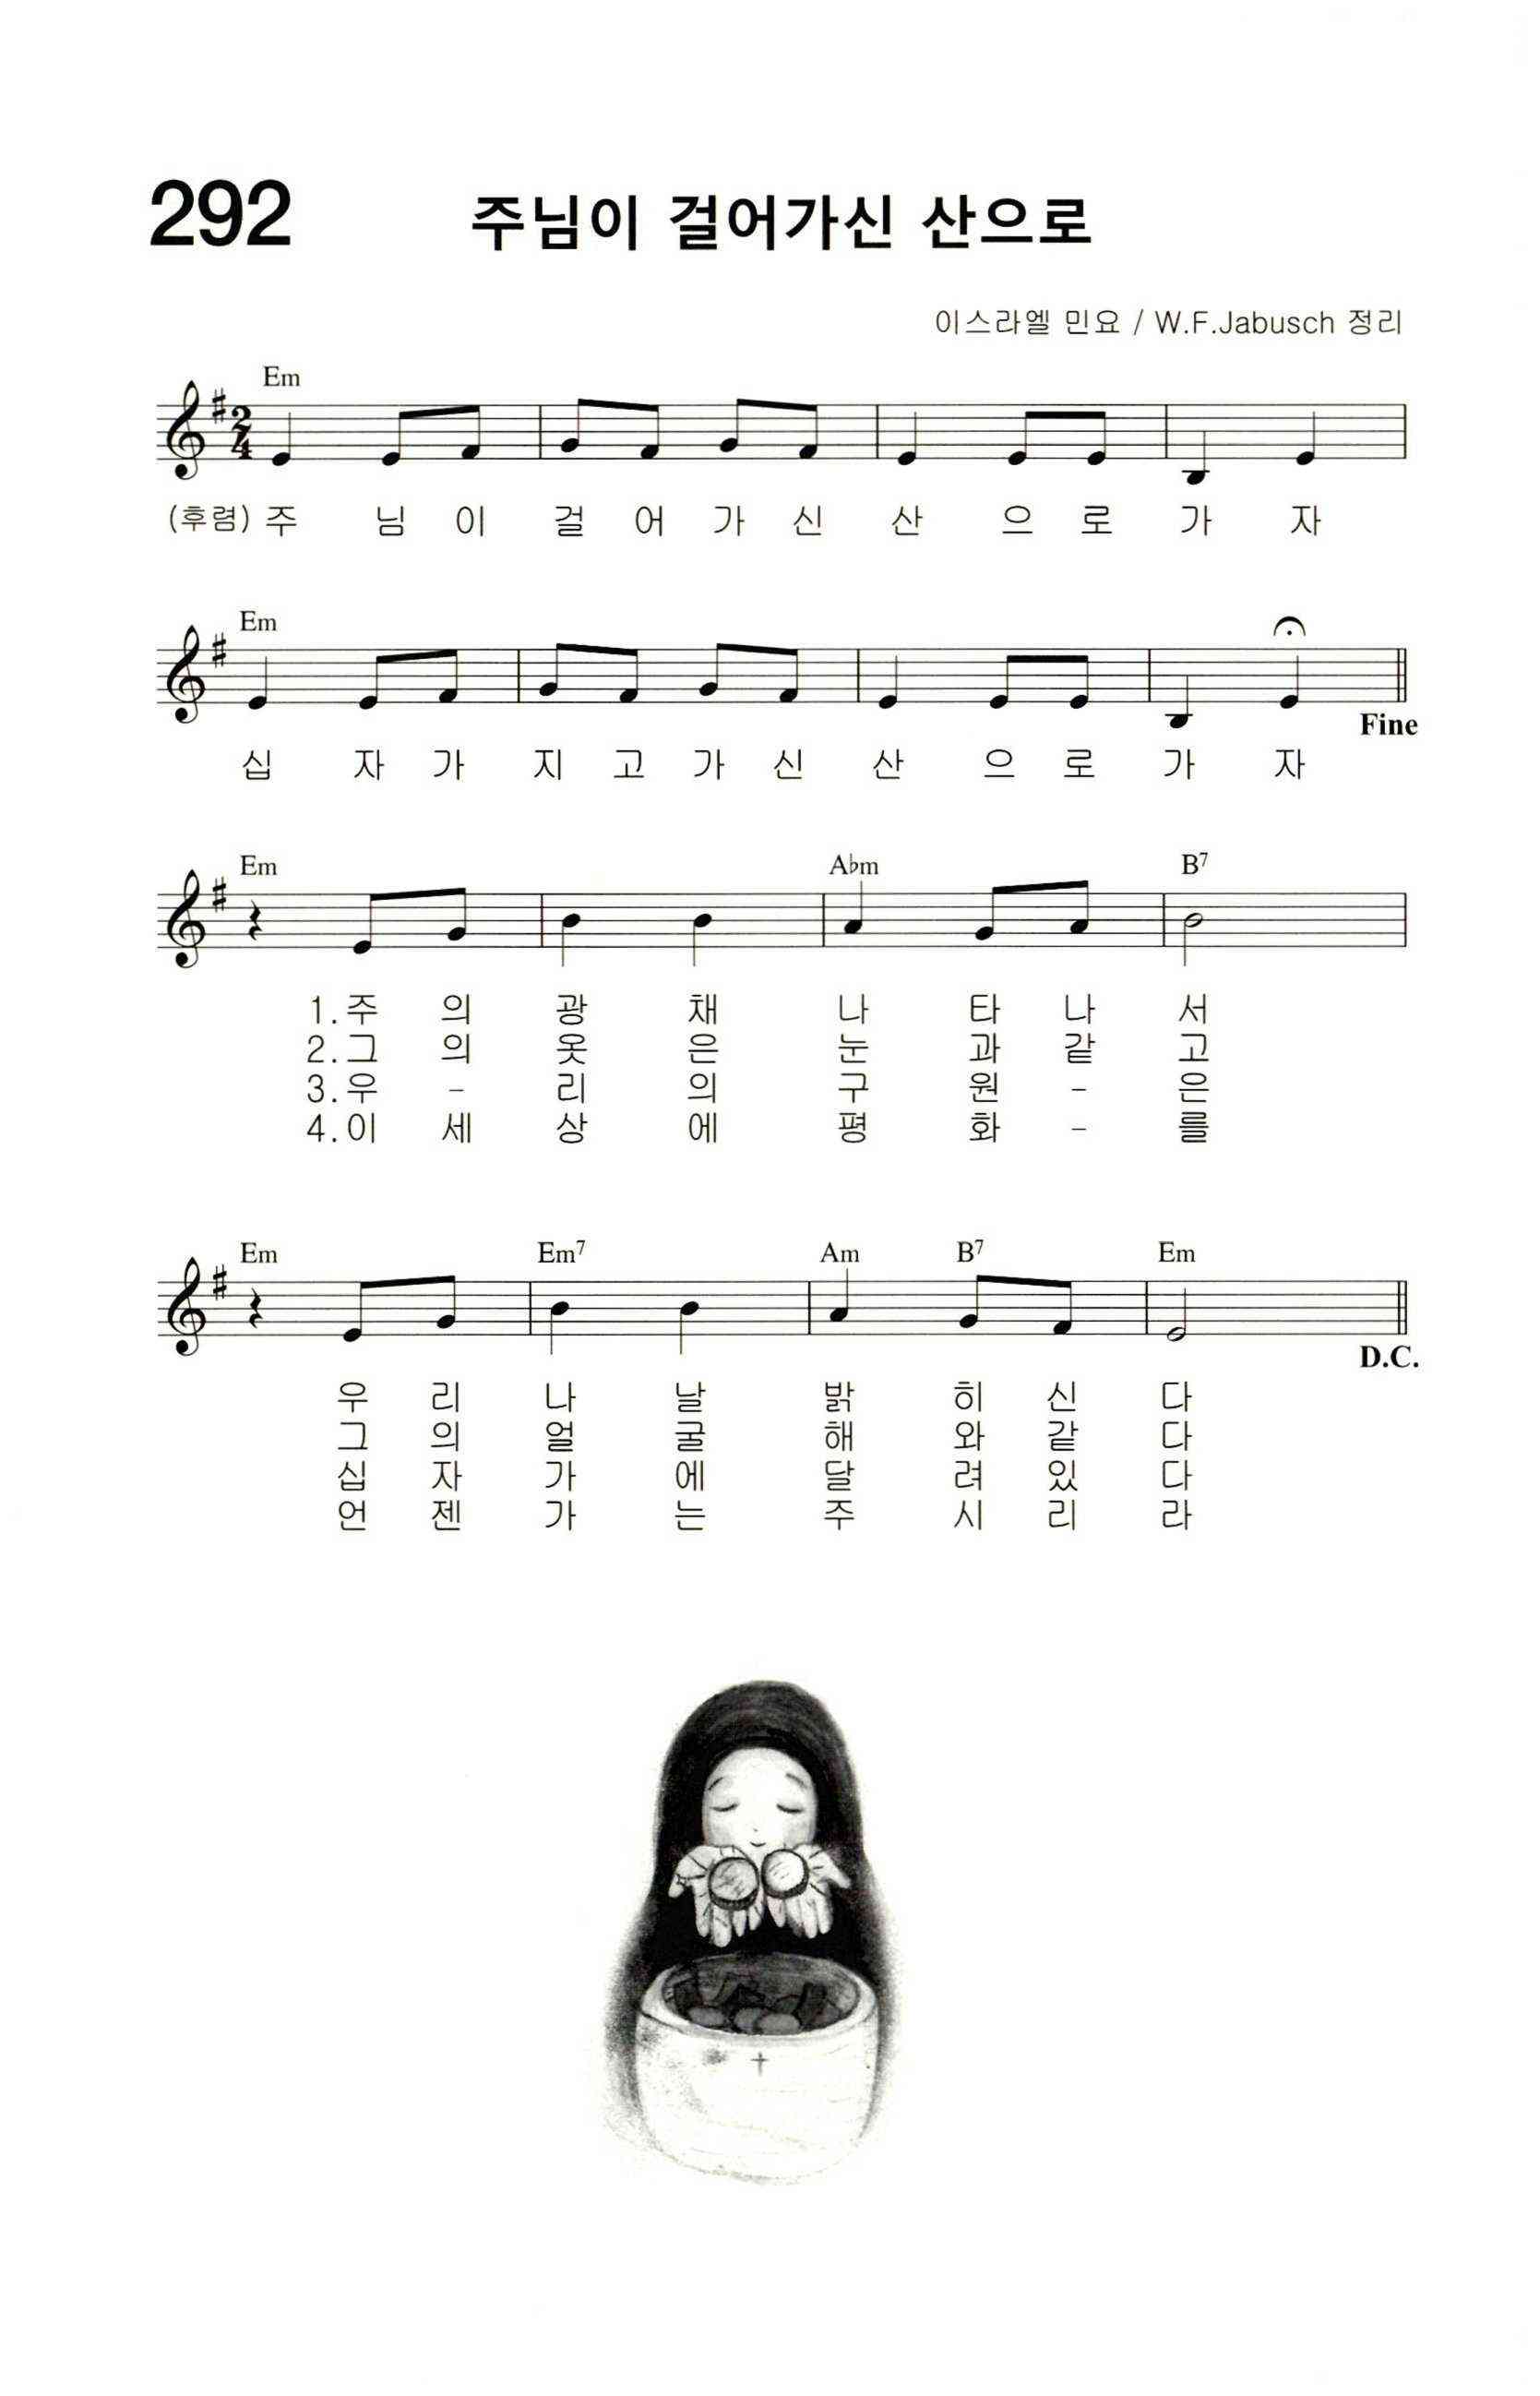 292
주님이 걸어가신 산으로
이스라엘 민요 / W.F.Jabusch 정리
Em
(후렴) 주 님 이 걸 어 가 신 산 으 로 가 자
Em
Fine
십 자 가 지 고 가 신 산 으 로 가 자
Em A♭m B7
1. 주 의 광 채 나 타 나 서
2. 그 의 옷 은 눈 과 같 고
3. 우 - 리 의 구 원 - 은
4. 이 세 상 에 평 화 - 를
Em Em7 Am B7 Em
D.C.
우 리 나 날 밝 히 신 다
그 의 얼 굴 해 와 같 다
십 자 가 에 달 려 있 다
언 젠 가 는 주 시 리 라